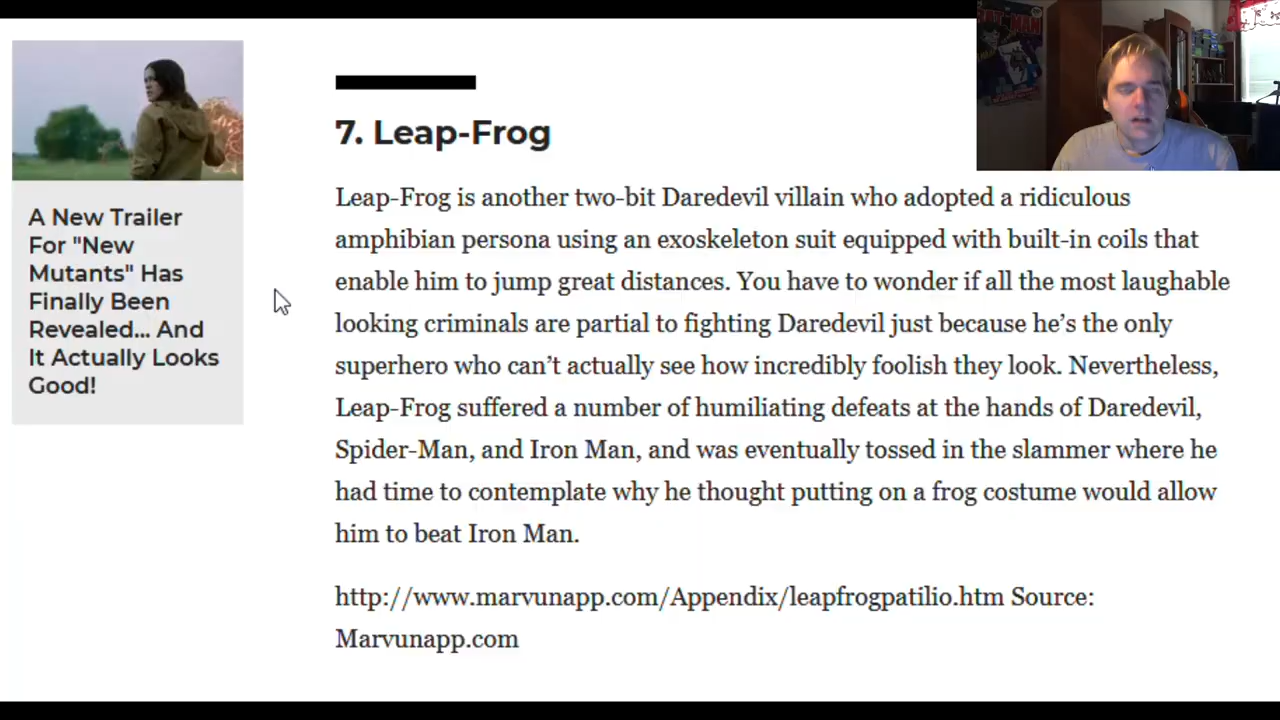 A New Trailer
For "New
Mutants" Has
Finally Been
Revealed... And
It Actually Looks
Good!
7. Leap-Frog
Leap-Frog is another two-bit Daredevil villain who adopted a ridiculous
amphibian persona using an exoskeleton suit equipped with built-in coils that
enable him to jump great distances. You have to wonder if all the most laughable
looking criminals are partial to fighting Daredevil just because he’s the only
superhero who can’t actually see how incredibly foolish they look. Nevertheless,
Leap-Frog suffered a number of humiliating defeats at the hands of Daredevil,
Spider-Man, and Iron Man, and was eventually tossed in the slammer where he
had time to contemplate why he thought putting on a frog costume would allow
him to beat Iron Man.
http://www.marvunapp.com/Appendix/leapfrogpatilio.htm Source:
Marvunapp.com